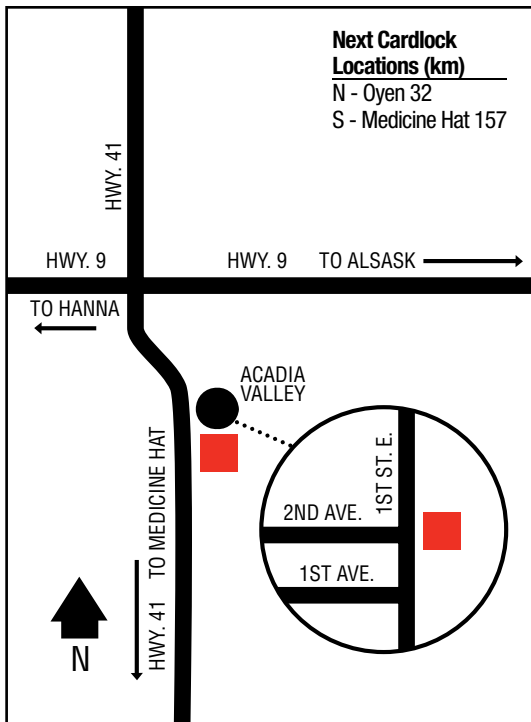 Next Cardlock
Locations (km)
N - Oyen 32
S - Medicine Hat 157
HWY. 41
HWY. 9
HWY. 9
TO ALSASK
TO HANNA
ACADIA
VALLEY
HWY. 41
TO MEDICINE HAT
1ST ST. E.
2ND AVE.
1ST AVE.
N